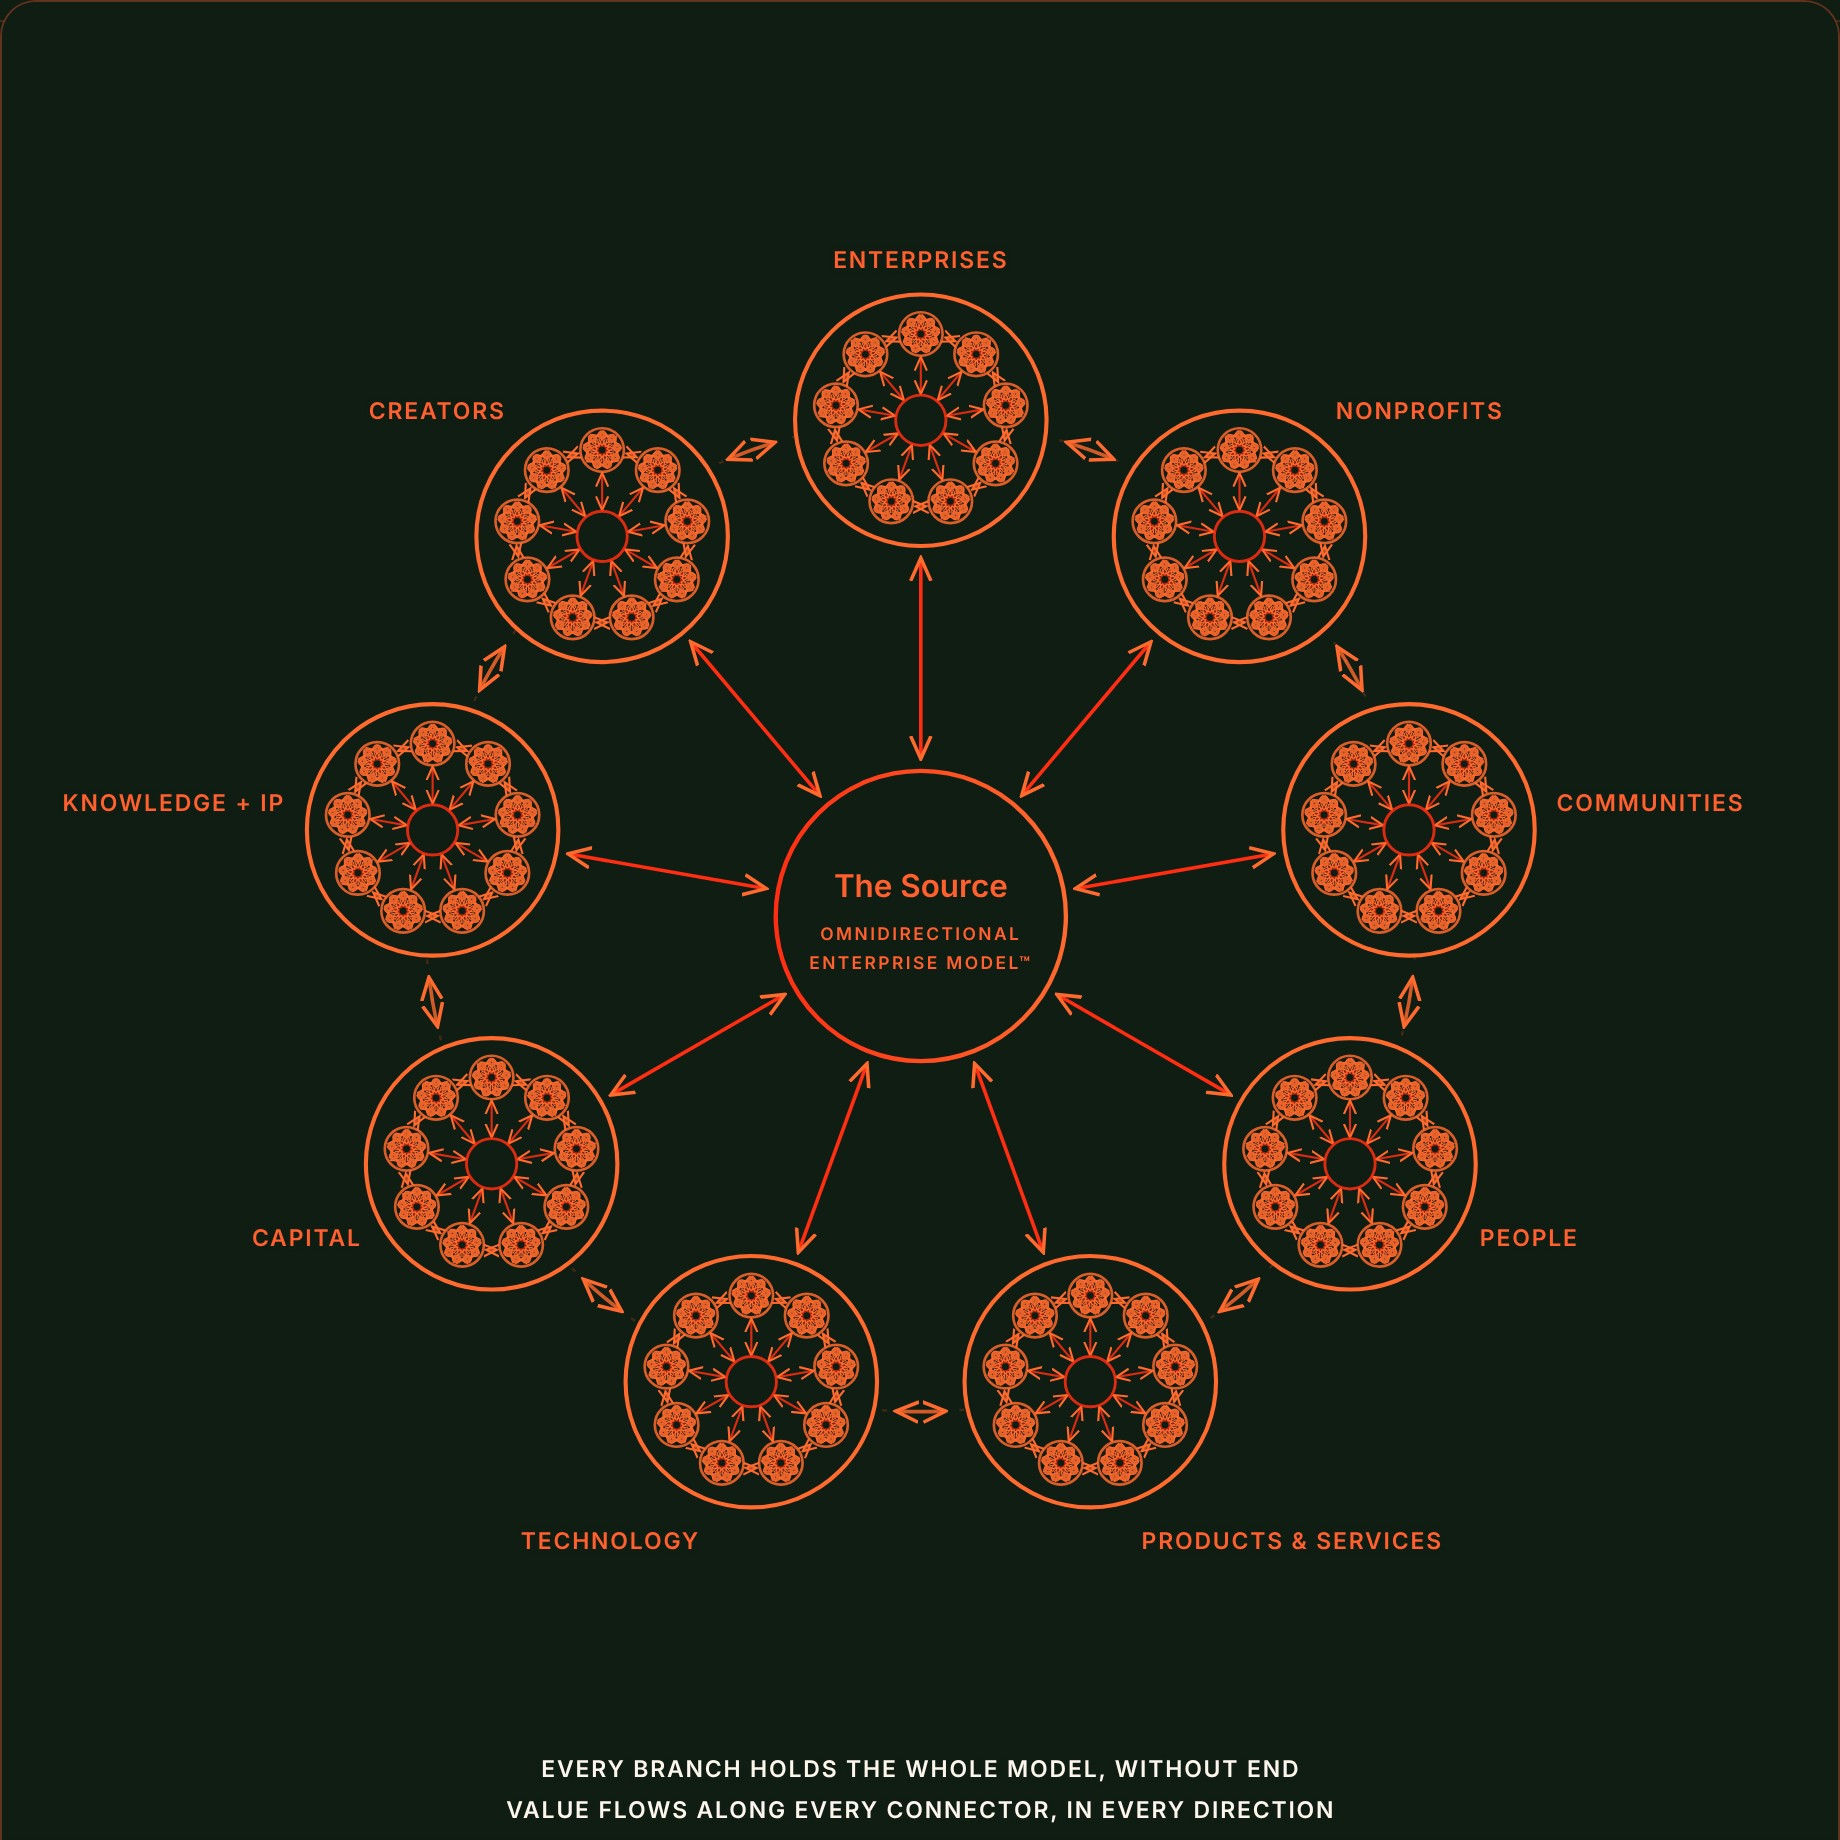 ENTERPRISES
CREATORS
NONPROFITS
KNOWLEDGE + IP
COMMUNITIES
The Source
OMNIDIRECTIONAL
ENTERPRISE MODEL™
CAPITAL
PEOPLE
TECHNOLOGY
PRODUCTS & SERVICES
EVERY BRANCH HOLDS THE WHOLE MODEL, WITHOUT END
VALUE FLOWS ALONG EVERY CONNECTOR, IN EVERY DIRECTION